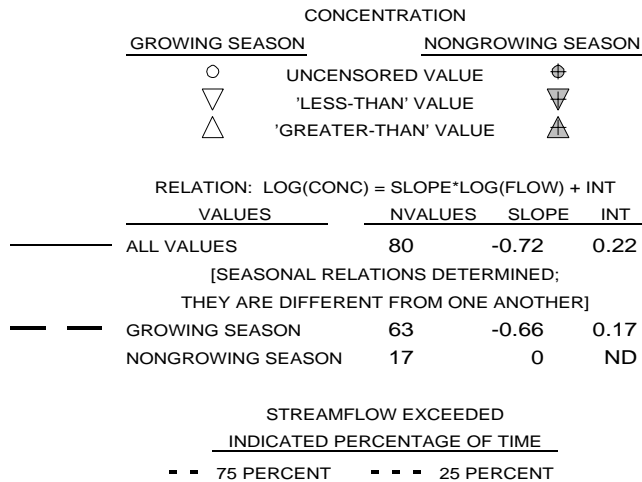 CONCENTRATION
GROWING SEASON NONGROWING SEASON
UNCENSORED VALUE
'LESS-THAN' VALUE
'GREATER-THAN' VALUE
RELATION: LOG(CONC) = SLOPE*LOG(FLOW) + INT
VALUES NVALUES SLOPE INT
ALL VALUES 80 -0.72 0.22
[SEASONAL RELATIONS DETERMINED;
THEY ARE DIFFERENT FROM ONE ANOTHER]
GROWING SEASON 63 -0.66 0.17
NONGROWING SEASON 17 0 ND
STREAMFLOW EXCEEDED
INDICATED PERCENTAGE OF TIME
75 PERCENT 25 PERCENT